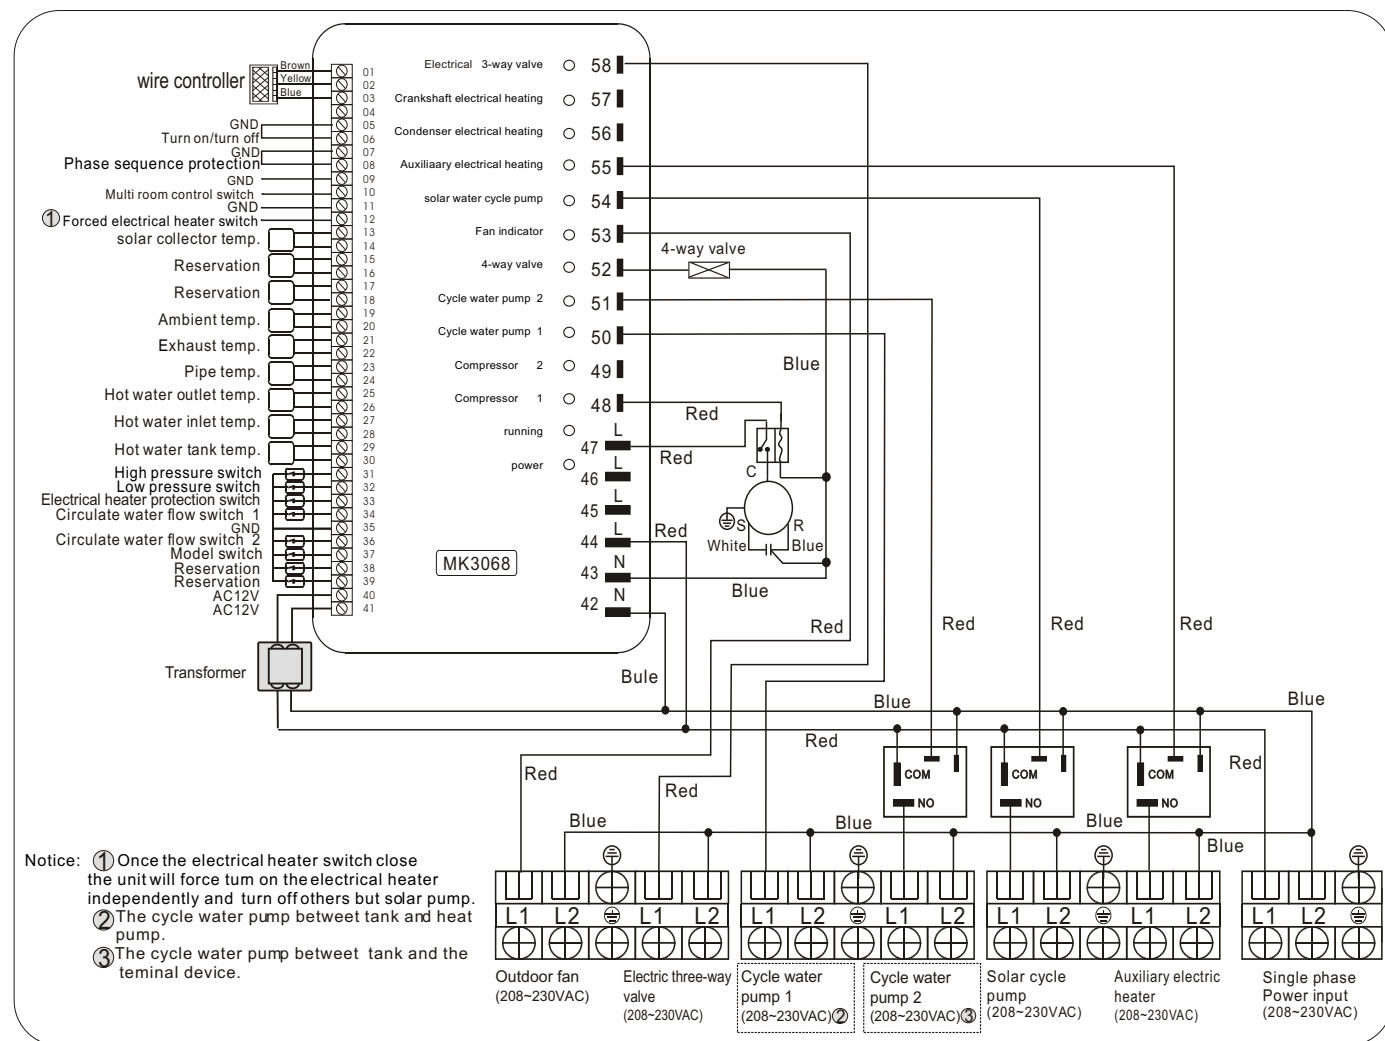 wire controller
Brown
Yellow
Blue
GND
Turn on/turn off
GND
Phase sequence protection
GND
Multi room control switch
GND
① Forced electrical heater switch
solar collector temp.
Reservation
Reservation
Ambient temp.
Exhaust temp.
Pipe temp.
Hot water outlet temp.
Hot water inlet temp.
Hot water tank temp.
High pressure switch
Low pressure switch
Electrical heater protection switch
Circulate water flow switch 1
GND
Circulate water flow switch 2
Model switch
Reservation
Reservation
AC12V
AC12V
Transformer
01
02
03
04
05
06
07
08
09
10
11
12
13
14
15
16
17
18
19
20
21
22
23
24
25
26
27
28
29
30
31
32
33
34
35
36
37
38
39
40
41
Electrical 3-way valve 58
Crankshaft electrical heating 57
Condenser electrical heating 56
Auxiliaary electrical heating 55
solar water cycle pump 54
Fan indicator 53
4-way valve 52
Cycle water pump 2 51
Cycle water pump 1 50
Compressor 2 49
Compressor 1 48
running
power
L
47
L
46
L
45
L
44
N
43
N
42
MK3068
4-way valve
Blue
Red
Red
C
S
R
White
Blue
Red
Blue
Red
Red
Red
Red
Bule
Blue
Blue
Red
Red
Red
Red
COM
NO
COM
NO
COM
NO
Blue
Blue
Blue
Blue
L1 L2 L1 L2
L1 L2 L1 L2
L1 L2 L1 L2
L1 L2
Outdoor fan
(208~230VAC)
Electric three-way
valve
(208~230VAC)
Cycle water
pump 1
(208~230VAC)②
Cycle water
pump 2
(208~230VAC)③
Solar cycle
pump
(208~230VAC)
Auxiliary electric
heater
(208~230VAC)
Single phase
Power input
(208~230VAC)
Notice: ① Once the electrical heater switch close
the unit will force tum on the electrical heater
independently and turn off others but solar pump.
② The cycle water pump betweet tank and heat
pump.
③ The cycle water pump betweet tank and the
teminal device.